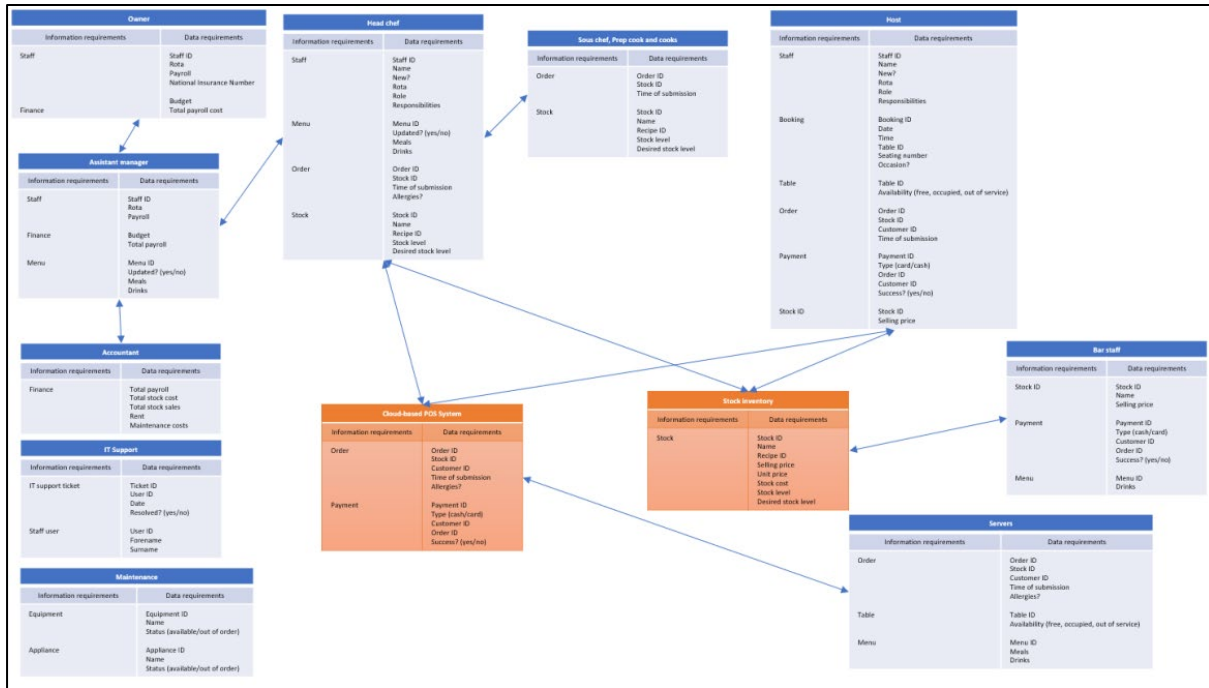 Owner
Information requirements Data requirements
Staff Staff ID
Rota
Payroll
National Insurance Number
Budget
Finance Total payroll cost
Assistant manager
Information requirements Data requirements
Staff Staff ID
Rota
Payroll
Finance Budget
Total payroll
Menu Menu ID
Updated? (yes/no)
Meals
Drinks
Accountant
Information requirements Data requirements
Finance Total payroll
Total stock cost
Total stock sales
Rent
Maintenance costs
IT Support
Information requirements Data requirements
IT support ticket Ticket ID
User ID
Date
Resolved? (yes/no)
Staff user User ID
Forename
Surname
Maintenance
Information requirements Data requirements
Equipment Equipment ID
Name
Status (available/out of order)
Appliance Appliance ID
Name
Status (available/out of order)
Head chef
Information requirements Data requirements
Staff Staff ID
Name
New?
Rota
Role
Responsibilities
Menu Menu ID
Updated? (yes/no)
Meals
Drinks
Order Order ID
Stock ID
Time of submission
Allergies?
Stock Stock ID
Name
Recipe ID
Stock level
Desired stock level
Sous chef, Prep cook and cooks
Information requirements Data requirements
Order Order ID
Stock ID
Time of submission
Stock Stock ID
Name
Recipe ID
Stock level
Desired stock level
Host
Information requirements Data requirements
Staff Staff ID
Name
New?
Rota
Role
Responsibilities
Booking Booking ID
Date
Time
Table ID
Seating number
Occasion?
Table Table ID
Availability (free, occupied, out of service)
Order Order ID
Stock ID
Customer ID
Time of submission
Payment Payment ID
Type (card/cash)
Order ID
Customer ID
Success? (yes/no)
Stock ID Stock ID
Selling price
Cloud-based POS System
Information requirements Data requirements
Order Order ID
Stock ID
Customer ID
Time of submission
Allergies?
Payment Payment ID
Type (cash/card)
Customer ID
Order ID
Success? (yes/no)
Stock inventory
Information requirements Data requirements
Stock Stock ID
Name
Recipe ID
Selling price
Unit price
Stock cost
Stock level
Desired stock level
Bar staff
Information requirements Data requirements
Stock ID Stock ID
Name
Selling price
Payment Payment ID
Type (cash/card)
Customer ID
Order ID
Success? (yes/no)
Menu Menu ID
Drinks
Servers
Information requirements Data requirements
Order Order ID
Stock ID
Customer ID
Time of submission
Allergies?
Table Table ID
Availability (free, occupied, out of service)
Menu Menu ID
Meals
Drinks